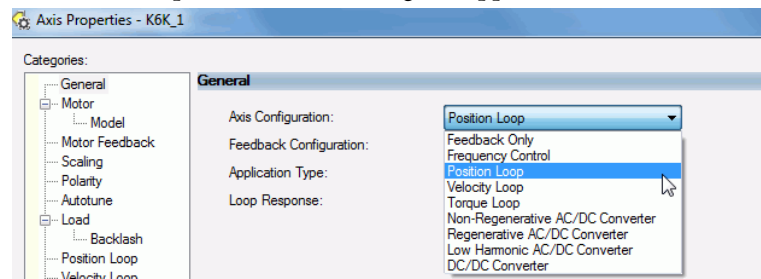 Axis Properties - K6K_1
Categories:
General
Motor
Model
Motor Feedback
Scaling
Polarity
Autotune
Load
Backlash
Position Loop
Velocity Loop
General
Axis Configuration:
Position Loop
Feedback Configuration:
Application Type:
Loop Response:
Feedback Only
Frequency Control
Position Loop
Velocity Loop
Torque Loop
Non-Regenerative AC/DC Converter
Regenerative AC/DC Converter
Low Harmonic AC/DC Converter
DC/DC Converter